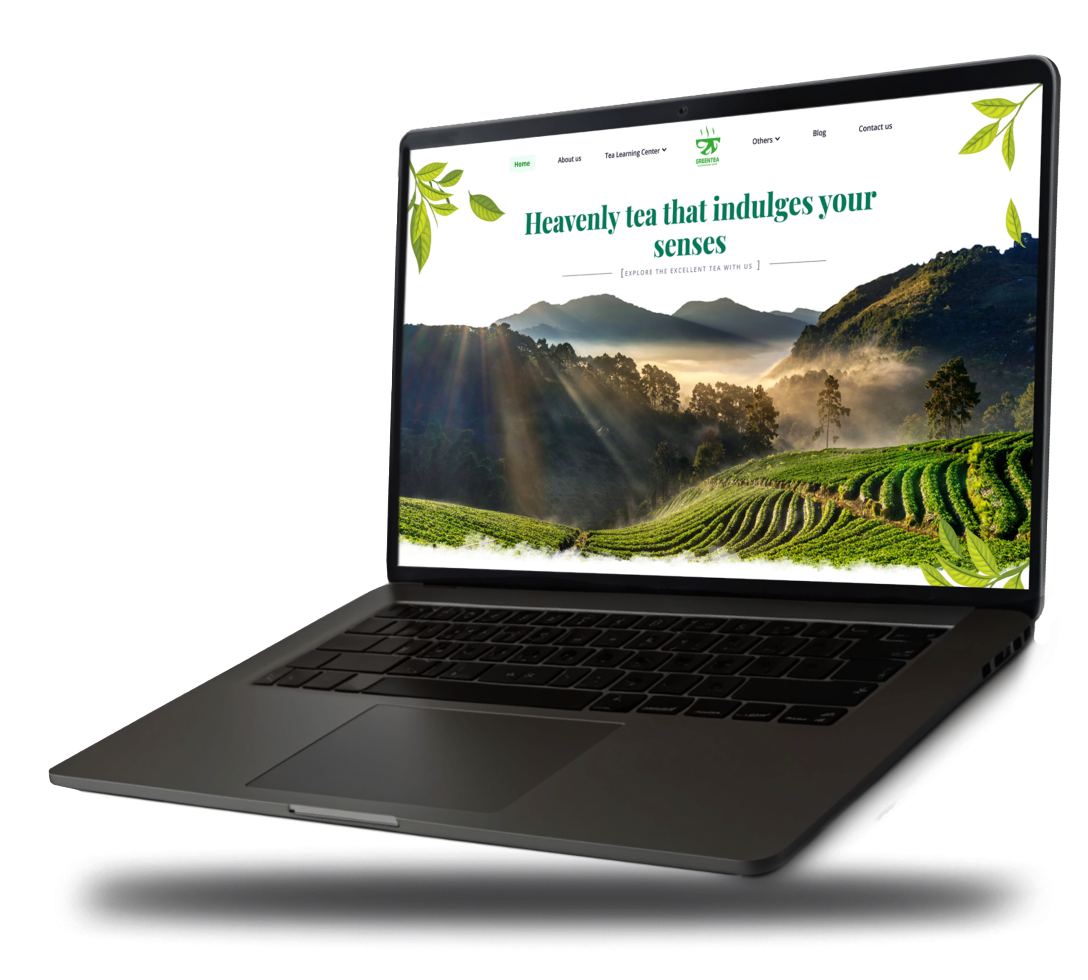 Home
About us
Tea Learning Center
GREENTEA
Others
Blog
Contact us
Heavenly tea that indulges your
senses
[EXPLORE THE EXCELLENT TEA WITH US ]